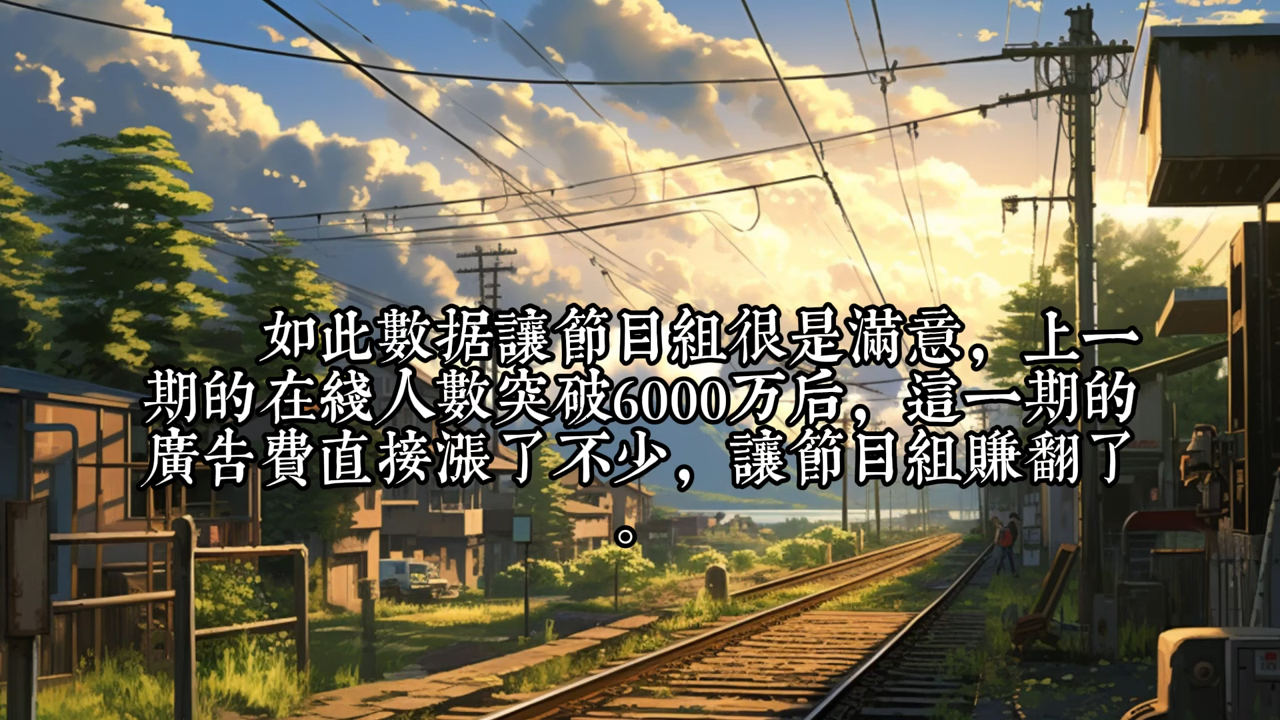 如此數据讓節目組很是滿意，上一
期的在綫人數突破6000万后，這一期的
廣告費直接漲了不少，讓節目組賺翻了
。